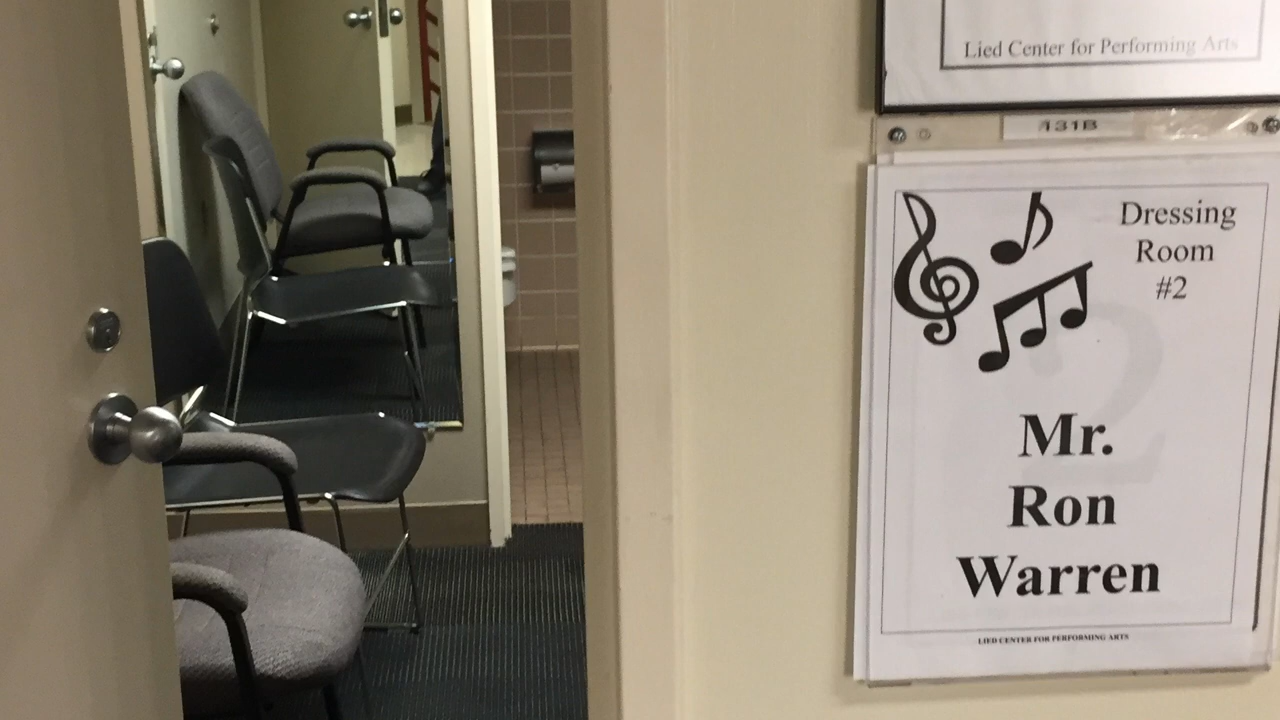 Lied Center for Performing Arts
131B
Dressing
Room
#2
Mr.
Ron
Warren
LIED CENTER FOR PERFORMING ARTS